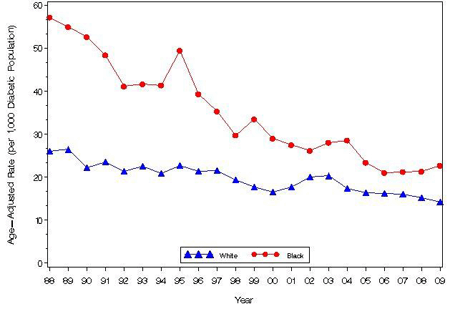 60
50
40
30
20
10
0
Age-Adjusted Rate (per 1,000 Diabetic Population)
88 89 90 91 92 93 94 95 96 97 98 99 00 01 02 03 04 05 06 07 08 09
Year
White Black